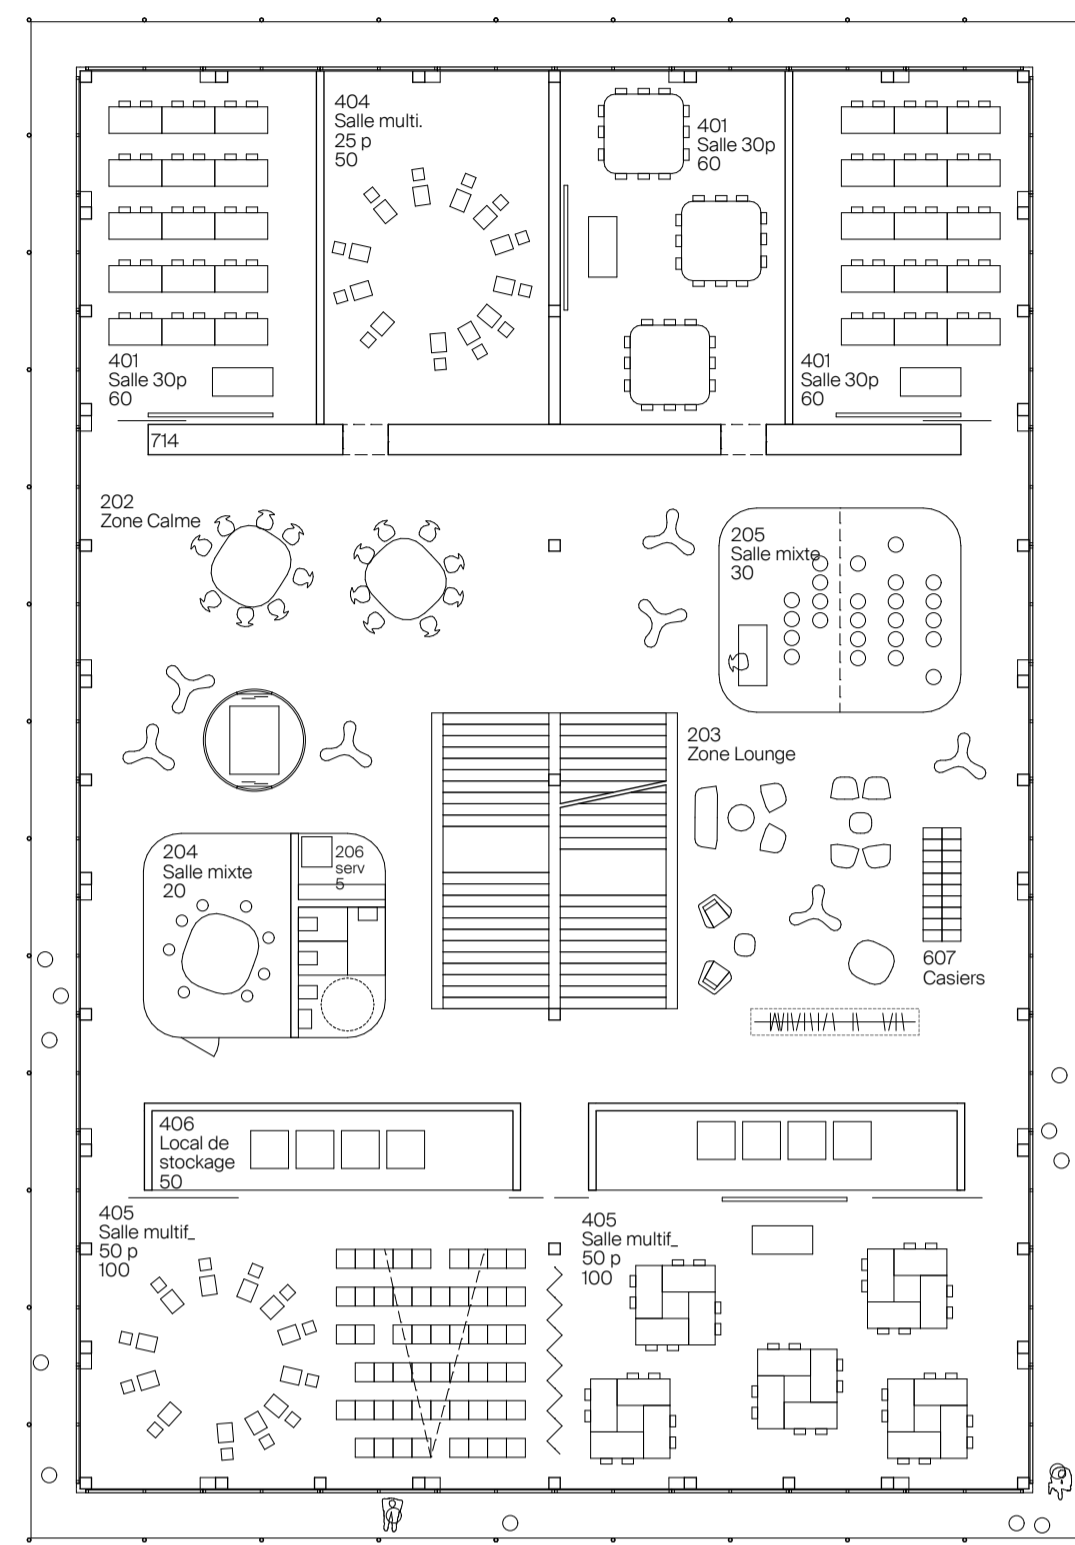 404
Salle multi.
25 p
50
401
Salle 30p
60
401
Salle 30p
60
401
Salle 30p
60
714
202
Zone Calme
205
Salle mixte
30
203
Zone Lounge
204
Salle mixte
20
206
serv
5
607
Casiers
406
Local de
stockage
50
405
Salle multif_
50 p
100
405
Salle multif_
50 p
100